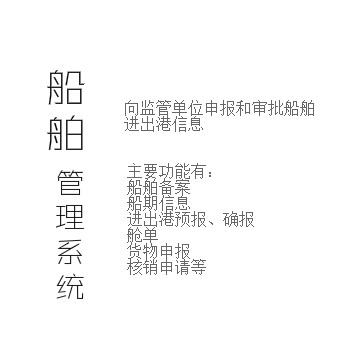 船舶
管理系统
向监管单位申报和审批船舶
进出港信息
主要功能有：
船舶备案
船期信息
进出港预报、确报
舱单
货物申报
核销申请等